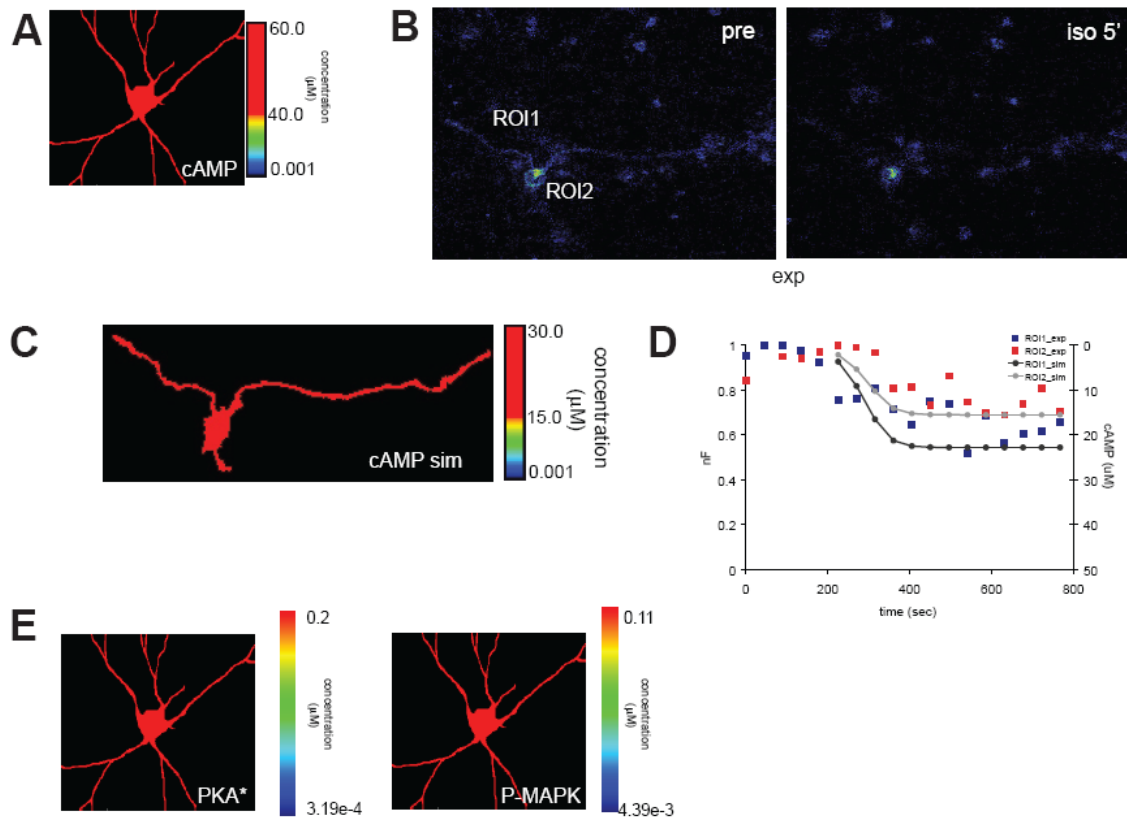 A
60.0
40.0
0.001
concentration
(µM)
cAMP
B
pre
iso 5'
ROI1
ROI2
exp
C
30.0
15.0
0.001
concentration
(µM)
cAMP sim
D
ROI1_exp
ROI2_exp
ROI1_sim
ROI2_sim
1
0.8
0.6
0.4
0.2
0
nF
0
10
20
30
40
50
cAMP (uM)
0
200
400
600
800
time (sec)
E
0.2
concentration
(µM)
3.19e-4
PKA*
0.11
concentration
(µM)
4.39e-3
P-MAPK